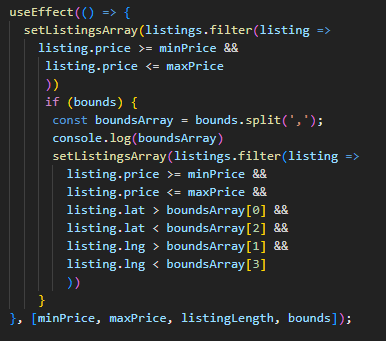 useEffect(() => {
  setListingsArray(listings.filter(listing =>
    listing.price >= minPrice &&
     listing.price <= maxPrice
     ))
     if (bounds) {
      const boundsArray = bounds.split(',');
      console.log(boundsArray)
      setListingsArray(listings.filter(listing =>
        listing.price >= minPrice &&
        listing.price <= maxPrice &&
        listing.lat > boundsArray[0] &&
        listing.lat < boundsArray[2] &&
        listing.lng > boundsArray[1] &&
        listing.lng < boundsArray[3]
        ))
    }
}, [minPrice, maxPrice, listingLength, bounds]);